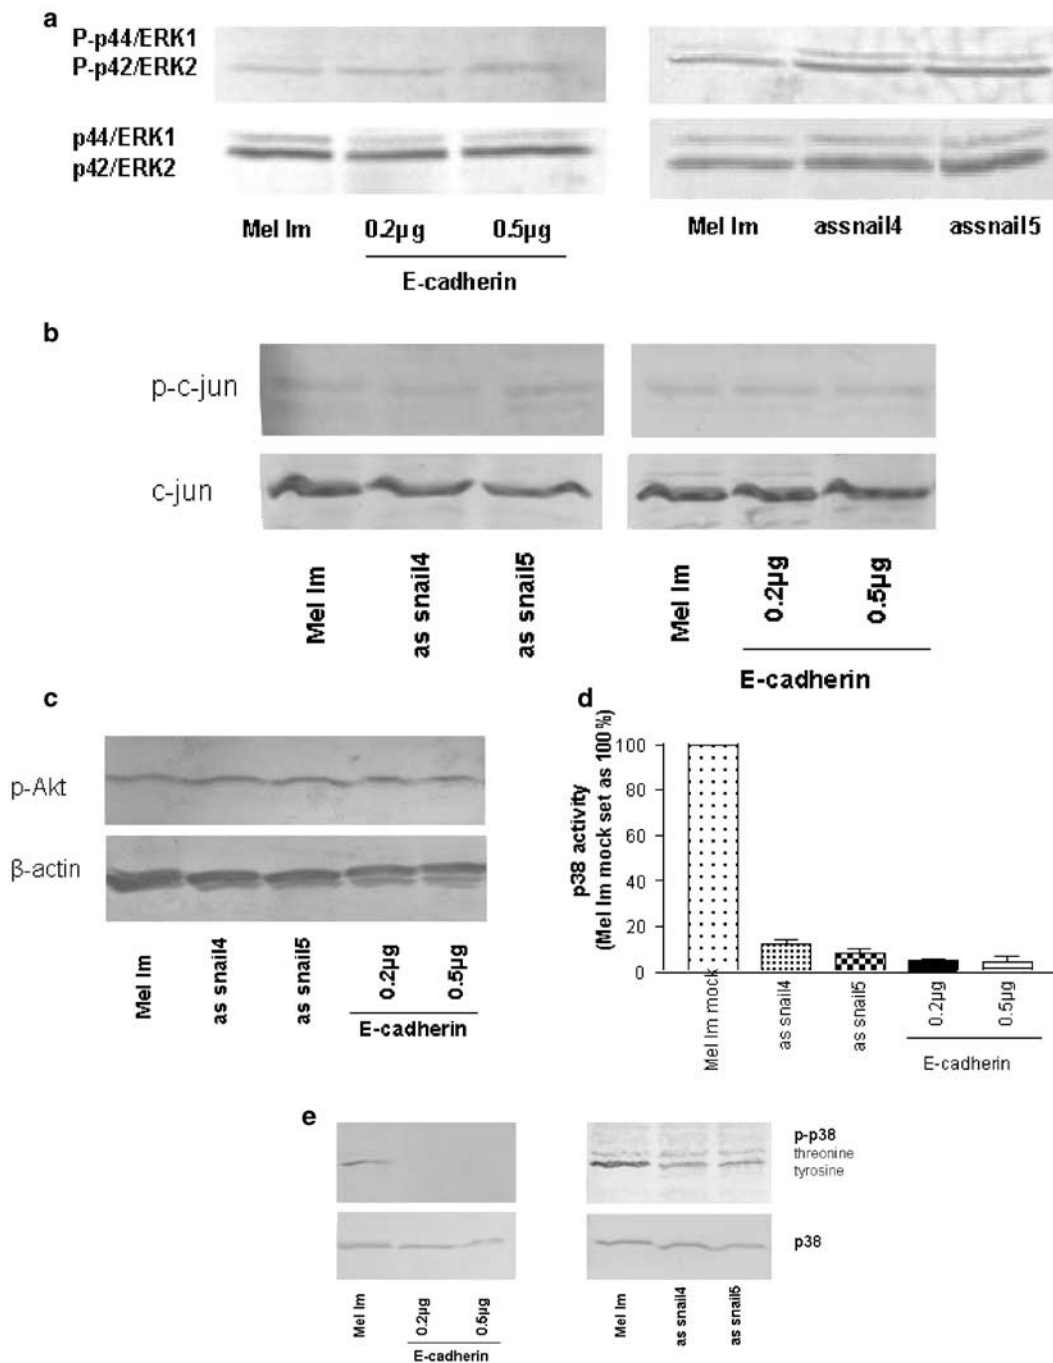 a
P-p44/ERK1
P-p42/ERK2
p44/ERK1
p42/ERK2
Mel Im 0.2µg 0.5µg
E-cadherin
Mel Im assnail4 assnail5
b
p-c-jun
c-jun
Mel Im
as snail4
as snail5
Mel Im
0.2µg
0.5µg
E-cadherin
c
p-Akt
β-actin
Mel Im
as snail4
as snail5
0.2µg
0.5µg
E-cadherin
d
p38 activity
(Mel Im mock set as 100%)
100
80
60
40
20
0
Mel Im mock
as snail4
as snail5
0.2µg
0.5µg
E-cadherin
e
p-p38
threonine
tyrosine
p38
Mel Im
0.2µg
0.5µg
E-cadherin
Mel Im
as snail4
as snail5